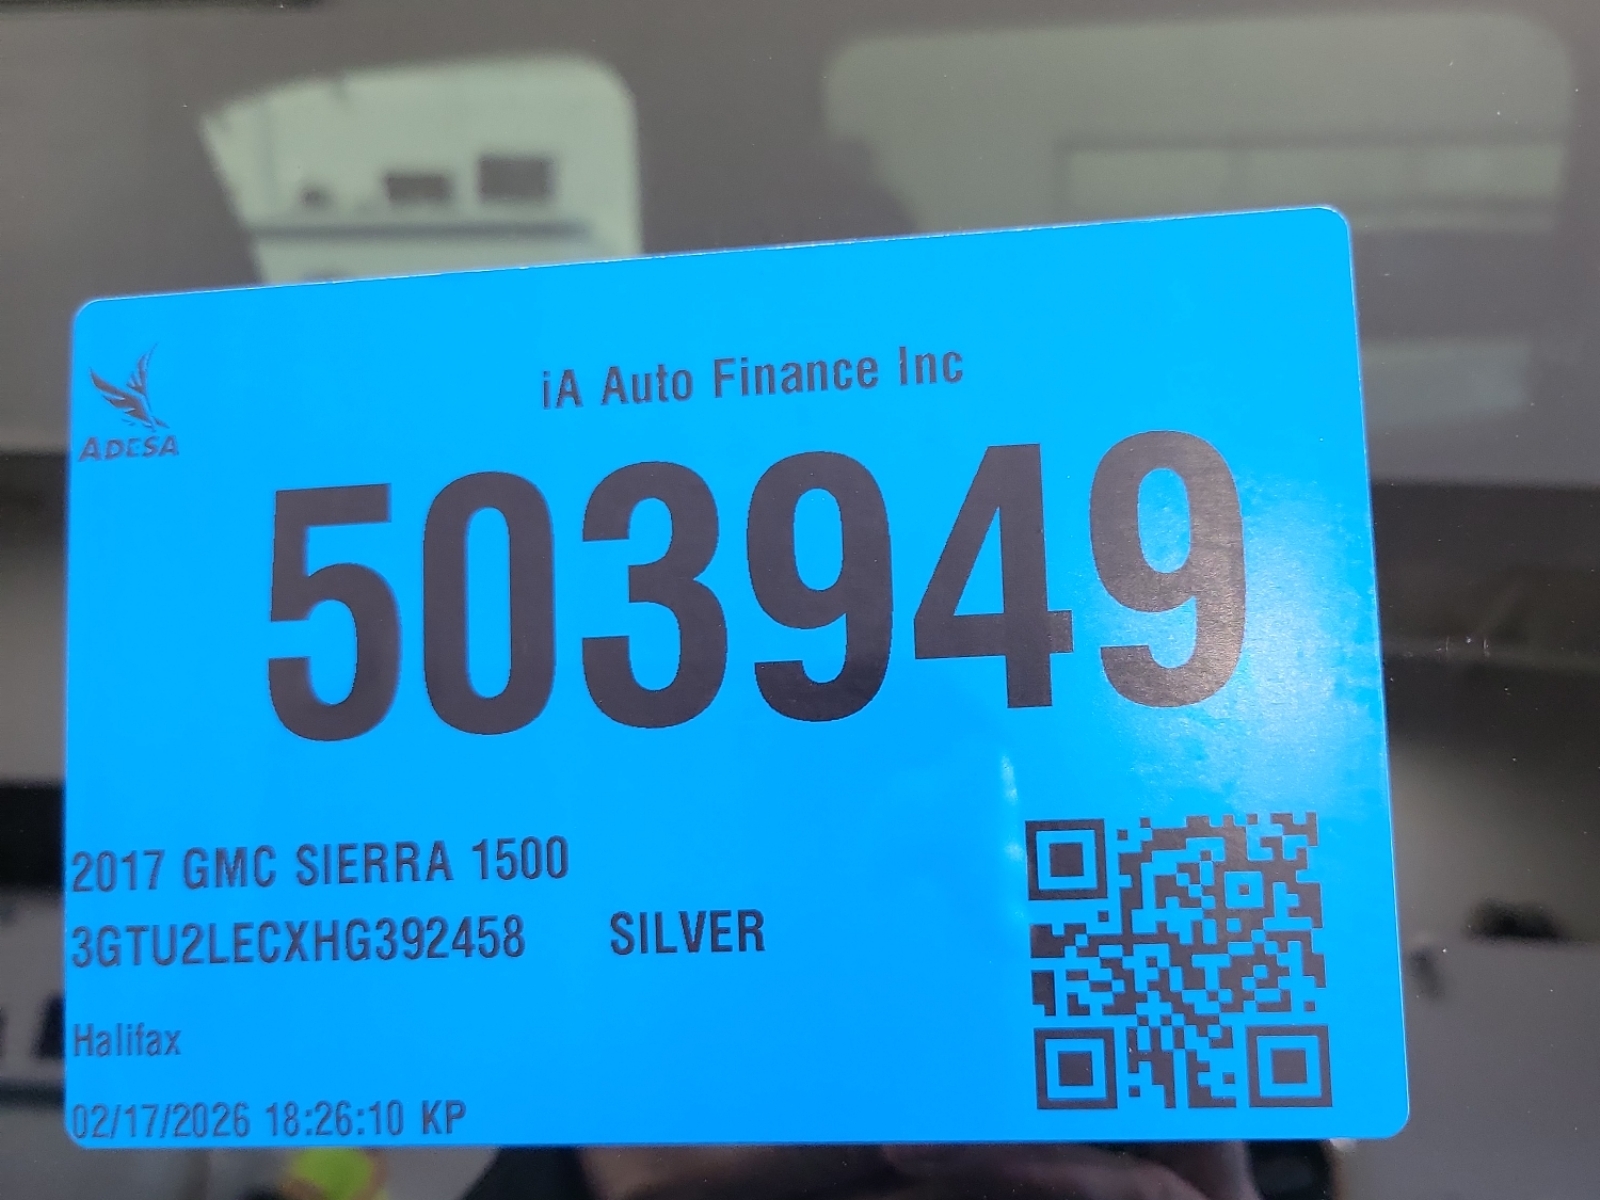 iA Auto Finance Inc
ADESA
503949
2017 GMC SIERRA 1500
3GTU2LECXHG392458 SILVER
Halifax
02/17/2026 18:26:10 KP